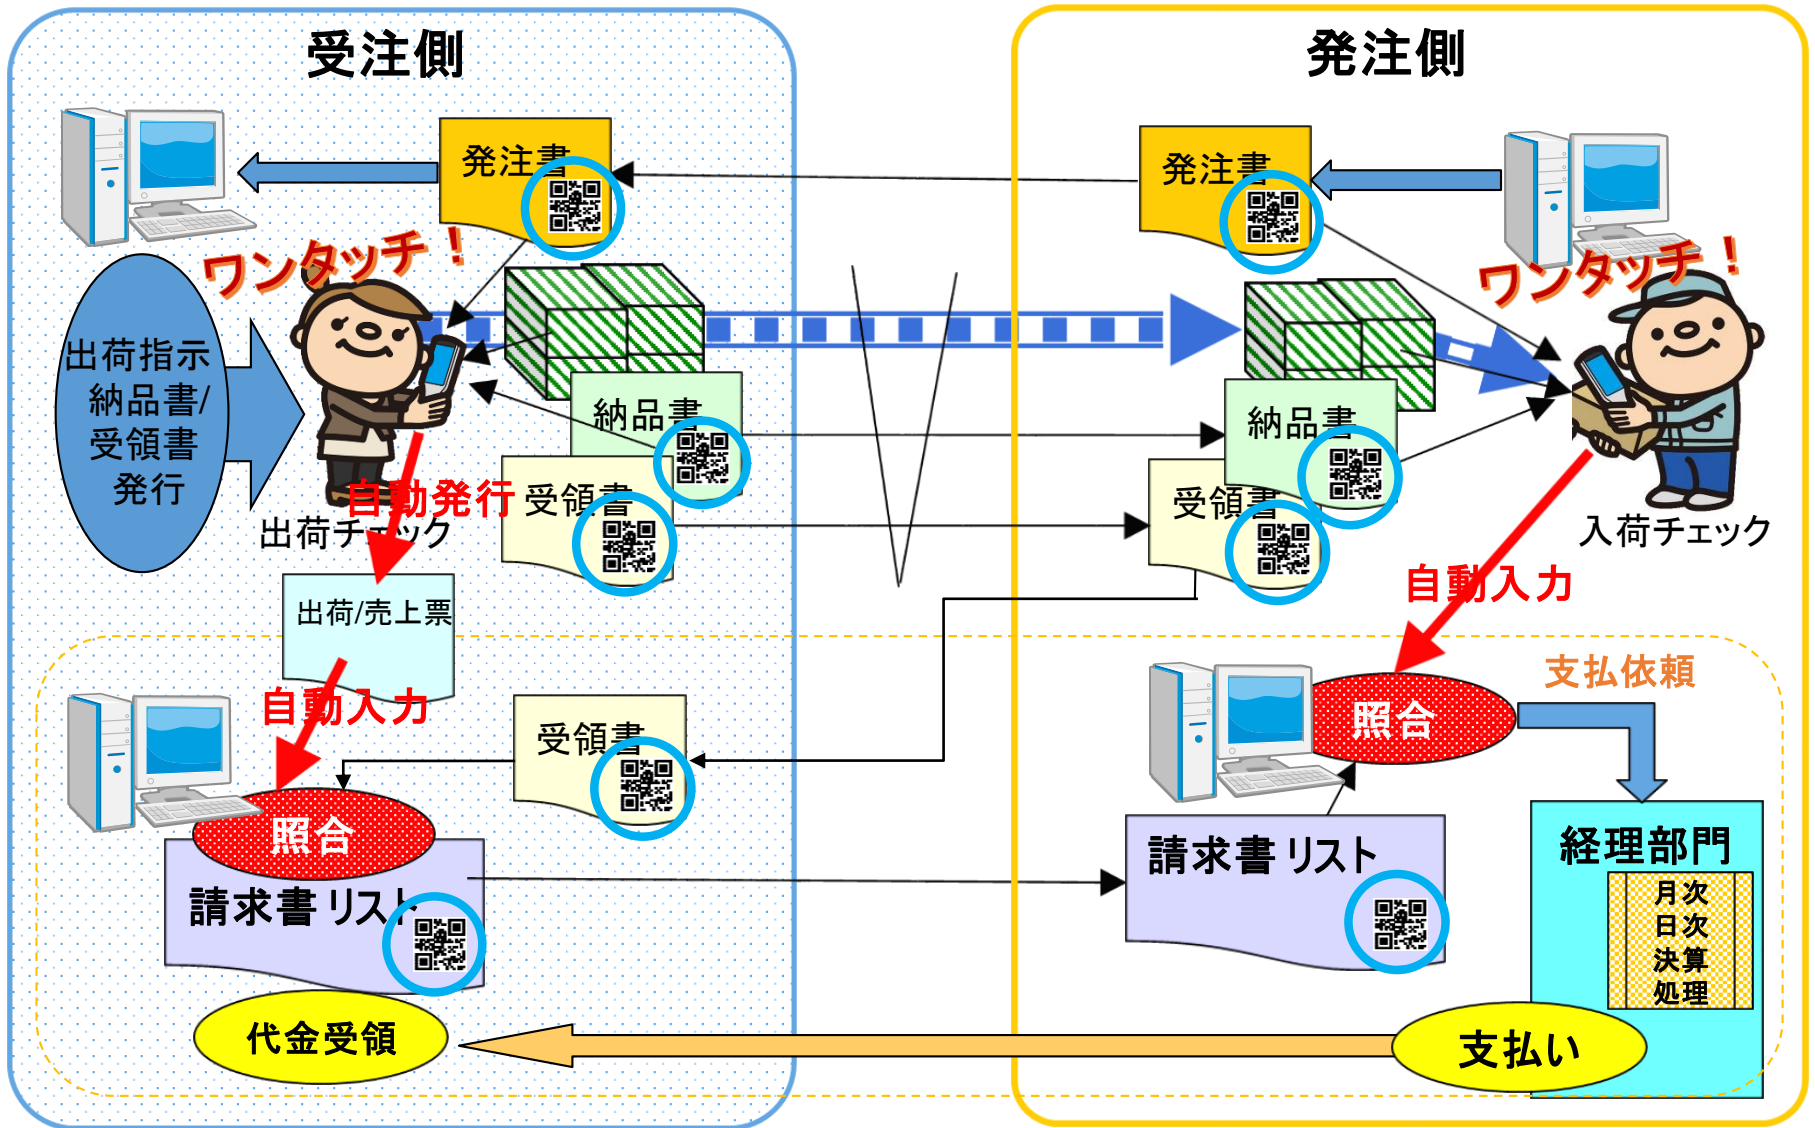 受注側
発注側
発注書
発注書
ワンタッチ！
ワンタッチ！
出荷指示
納品書/
受領書
発行
納品書
納品書
受領書
受領書
自動発行
出荷チェック
入荷チェック
自動入力
出荷/売上票
支払依頼
自動入力
受領書
照合
照合
請求書リスト
請求書リスト
経理部門
月次
日次
決算
処理
代金受領
支払い